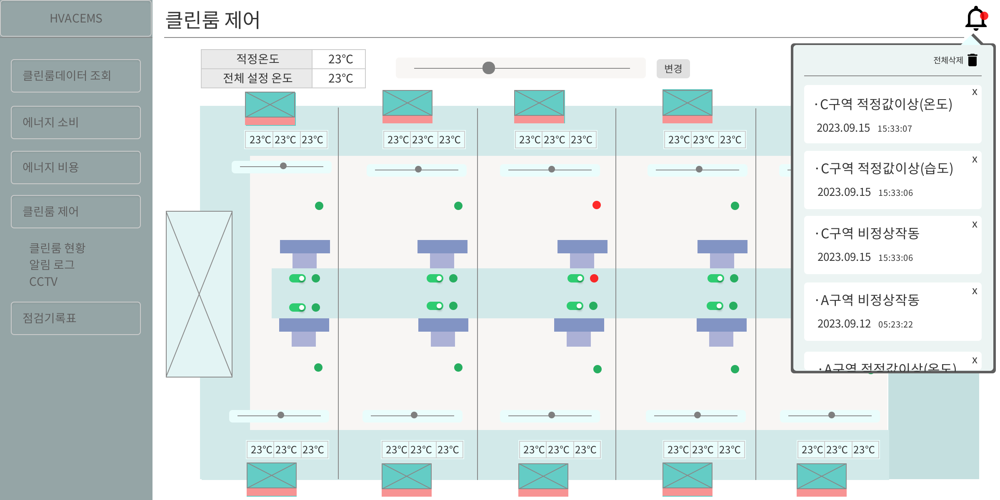 HVACEMS
클린룸 제어
클린룸데이터 조회
에너지 소비
에너지 비용
클린룸 제어
클린룸 현황
알림 로그
CCTV
점검기록표
적정온도 23℃
전체 설정 온도 23℃
변경
23℃ 23℃ 23℃ 23℃ 23℃ 23℃ 23℃ 23℃ 23℃ 23℃ 23℃ 23℃
전체삭제
x
· C구역 적정값이상(온도)
2023.09.15 15:33:07
x
· C구역 적정값이상(습도)
2023.09.15 15:33:06
x
· C구역 비정상작동
2023.09.15 15:33:06
x
· A구역 비정상작동
2023.09.12 05:23:22
x
· A구역 적정값이상(온도)
23℃ 23℃ 23℃ 23℃ 23℃ 23℃ 23℃ 23℃ 23℃ 23℃ 23℃ 23℃ 23℃ 23℃ 23℃